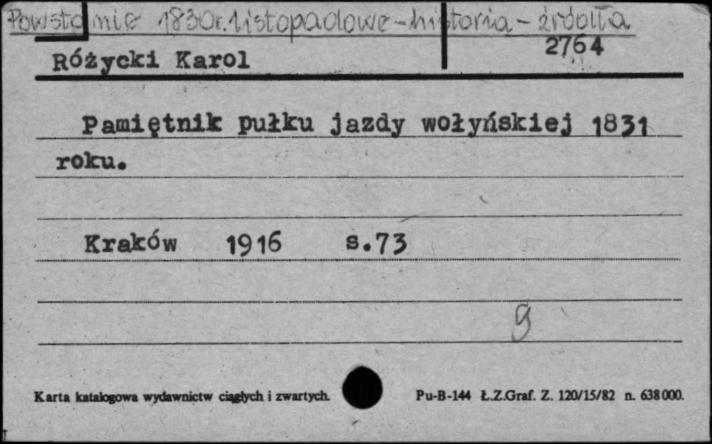 Powstanie 1830r. listopadowe - historia - źródła
2764
Różycki Karol
Pamiętnik pułku jazdy wołyńskiej 1831
roku.
Kraków 1916 s.73
9
Karta katalogowa wydawnictw ciągłych i zwartych. Pu-B-144 Ł.Z.Graf. Z. 120/15/82 n. 638000.